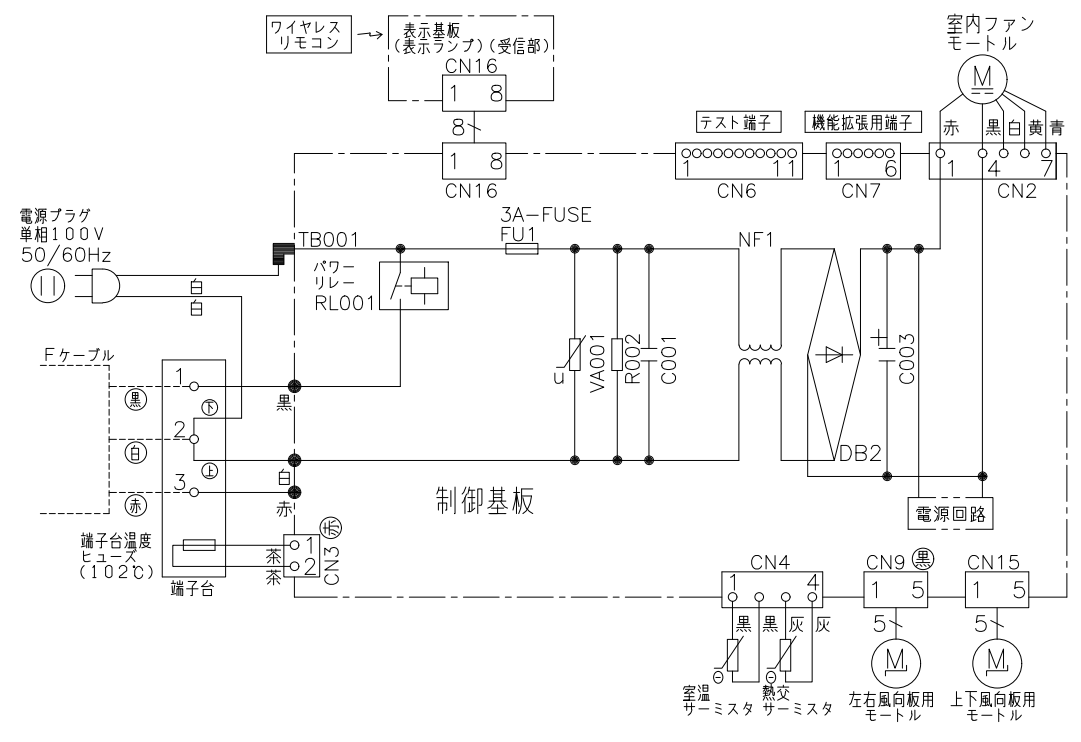 ワイヤレス
リモコン
表示基板
(表示ランプ)(受信部)
CN16
1 8
8
1 8
CN16
室内ファン
モートル
M
赤 黒 白 黄 青
テスト端子
機能拡張用端子
1 11
CN6
1 6
CN7
1 4 7
CN2
電源プラグ
単相100V
50/60Hz
白
白
TB001
パワー
リレー
RL001
3A-FUSE
FU1
NF1
u
VA001
R002
C001
+
C003
DB2
Fケーブル
黒
白
赤
1
2
3
下
上
黒
白
赤
制御基板
電源回路
端子台温度
ヒューズ
(102℃)
端子台
茶
茶
1
2
CN3
赤
CN4
1 4
黒 黒 灰 灰
室温
サーミスタ
熱交
サーミスタ
CN9 黒
1 5
5
M
左右風向板用
モートル
CN15
1 5
5
M
上下風向板用
モートル